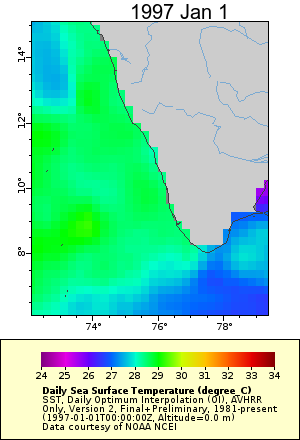 1997 Jan 1
14°
12°
10°
8°
74°
76°
78°
24 25 26 27 28 29 30 31 32 33 34
Daily Sea Surface Temperature (degree_C)
SST, Daily Optimum Interpolation (OI), AVHRR
Only, Version 2, Final+Preliminary, 1981-present
(1997-01-01T00:00:00Z, Altitude=0.0 m)
Data courtesy of NOAA NCEI